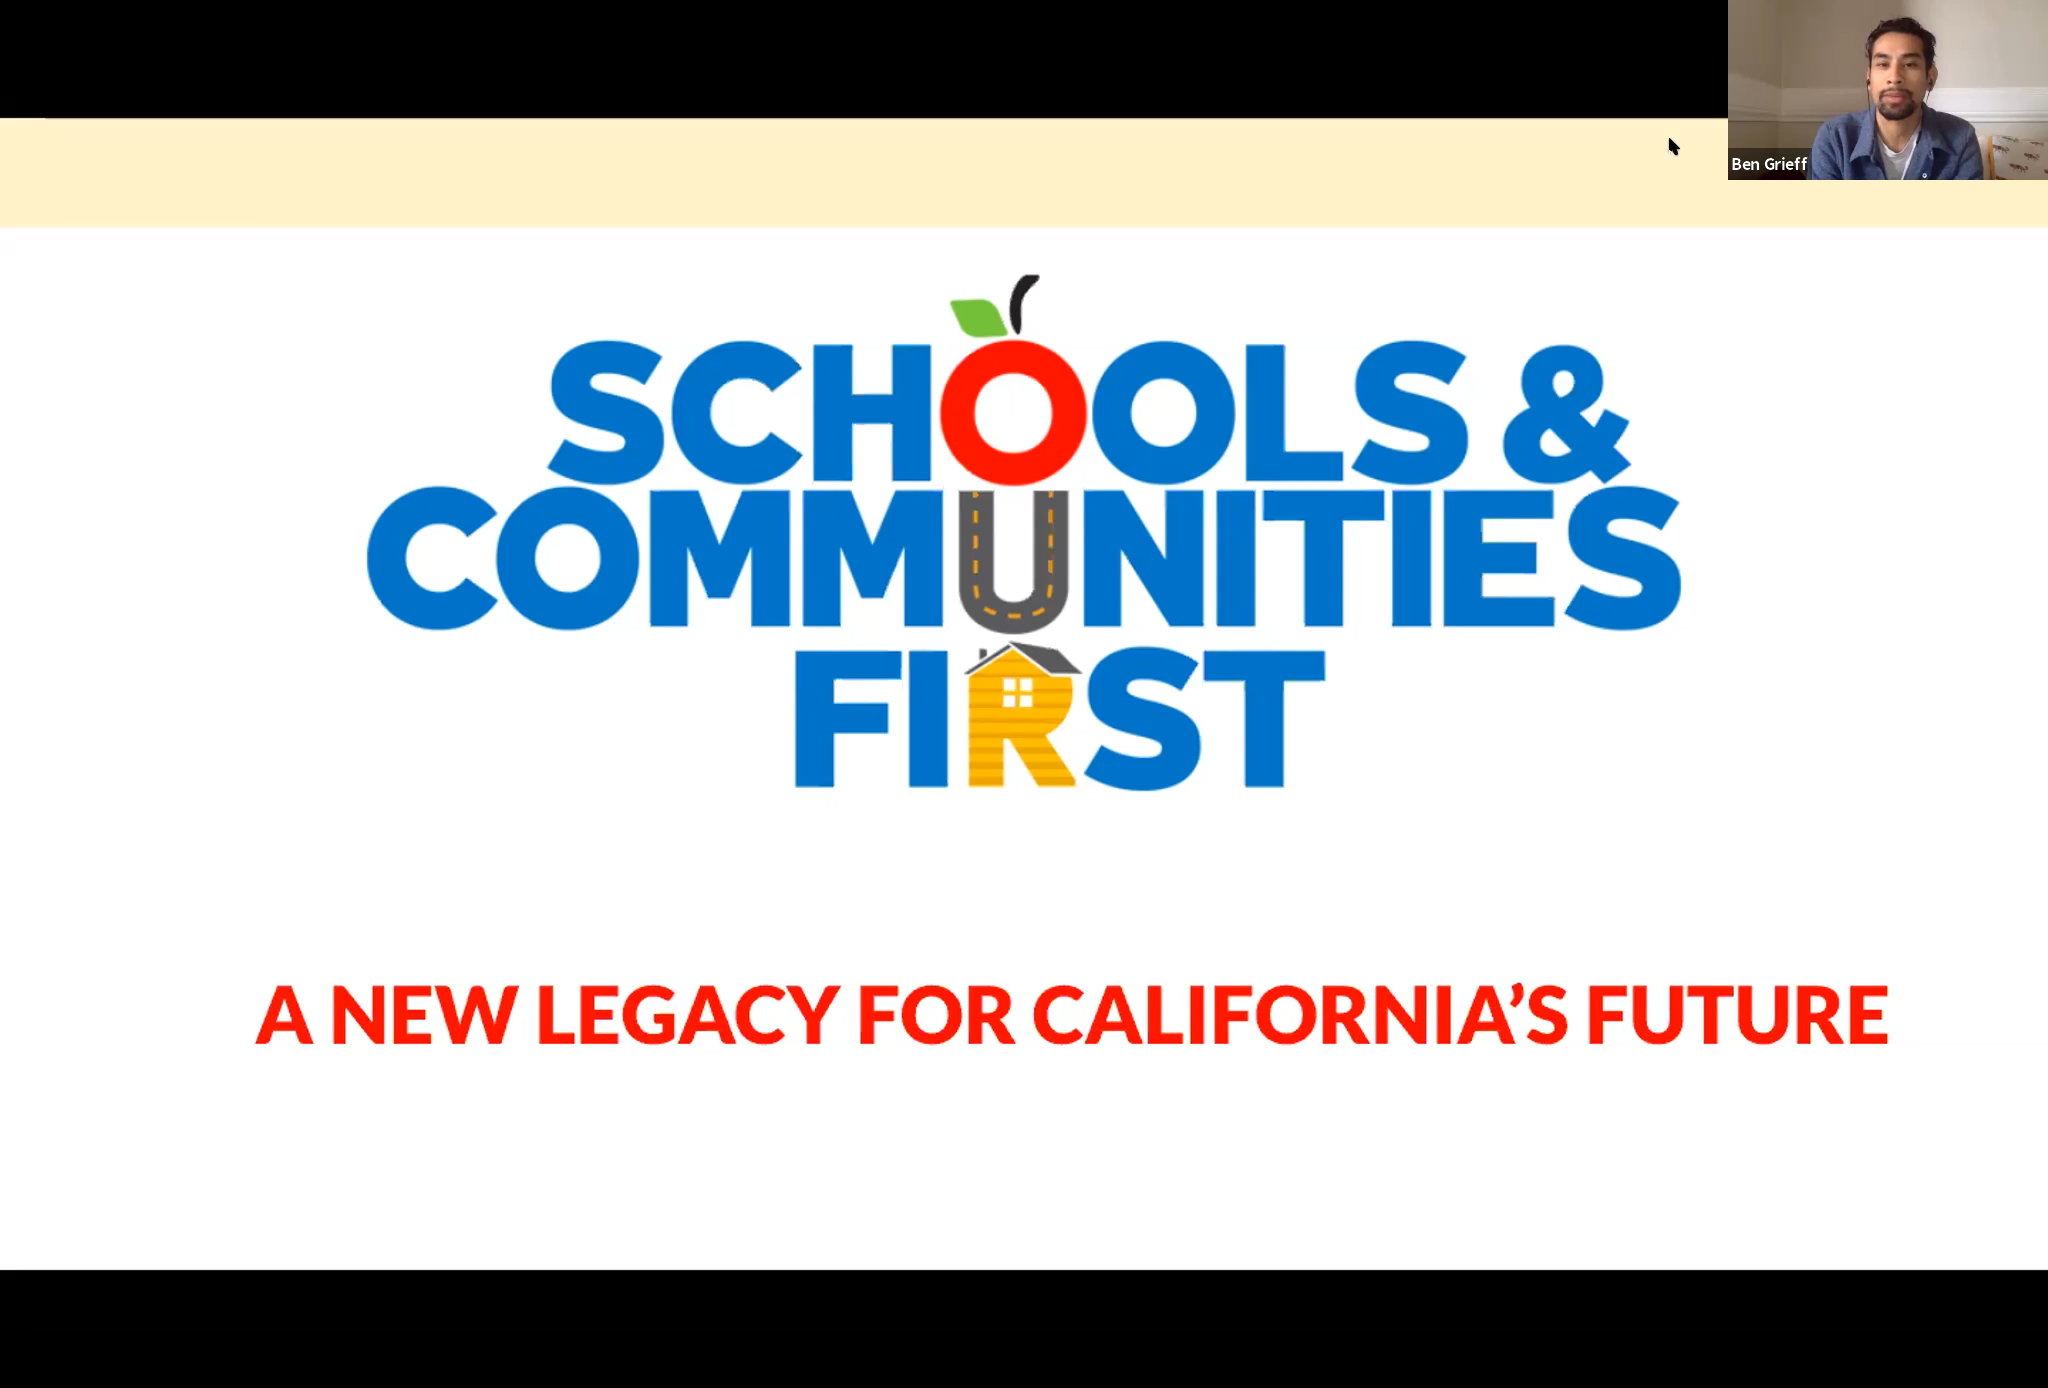 Ben Grieff
SCHOOLS &
COMMUNITIES
FIRST
A NEW LEGACY FOR CALIFORNIA’S FUTURE